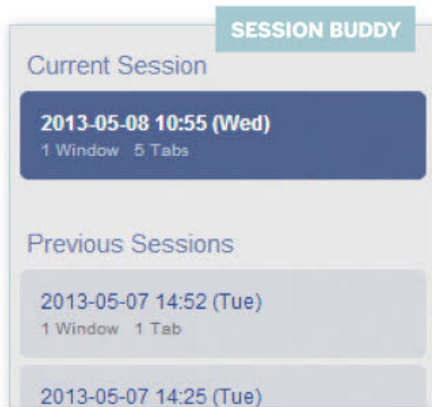 SESSION BUDDY
Current Session
2013-05-08 10:55 (Wed)
1 Window 5 Tabs
Previous Sessions
2013-05-07 14:52 (Tue)
1 Window 1 Tab
2013-05-07 14:25 (Tue)